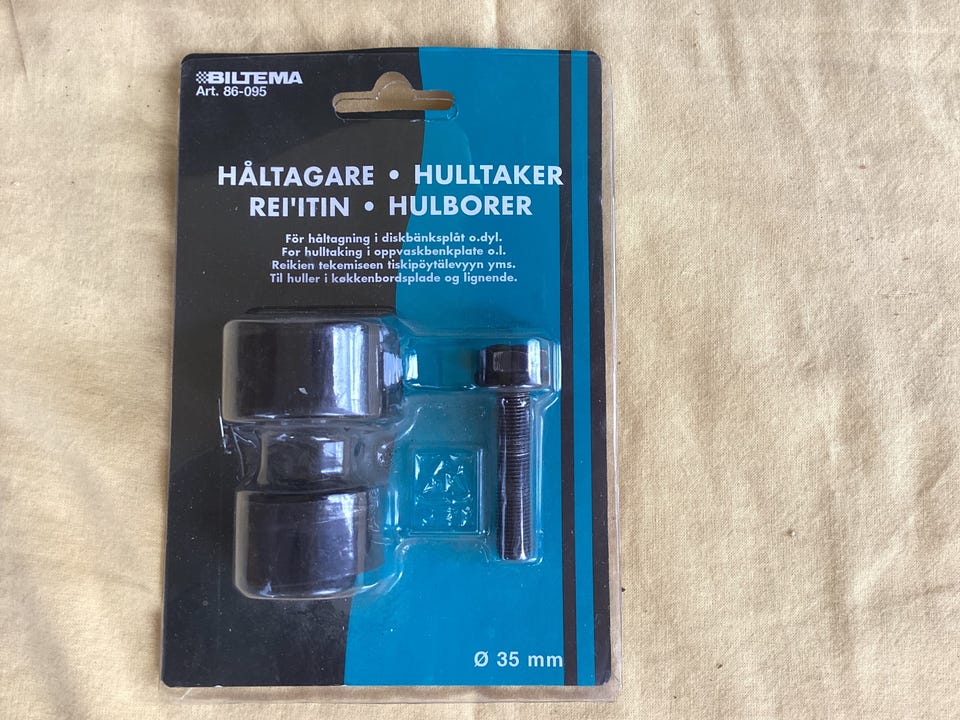 BILTEMA
Art. 86-095
HÅLTAGARE • HULLTAKER
REI'ITIN • HULBORER
För håltagning i diskbänksplåt o.dyl.
For hulltaking i oppvaskbenkplate o.l.
Reikien tekemiseen tiskipöytälevyyn yms.
Til huller i køkkenbordsplade og lignende.
Ø 35 mm